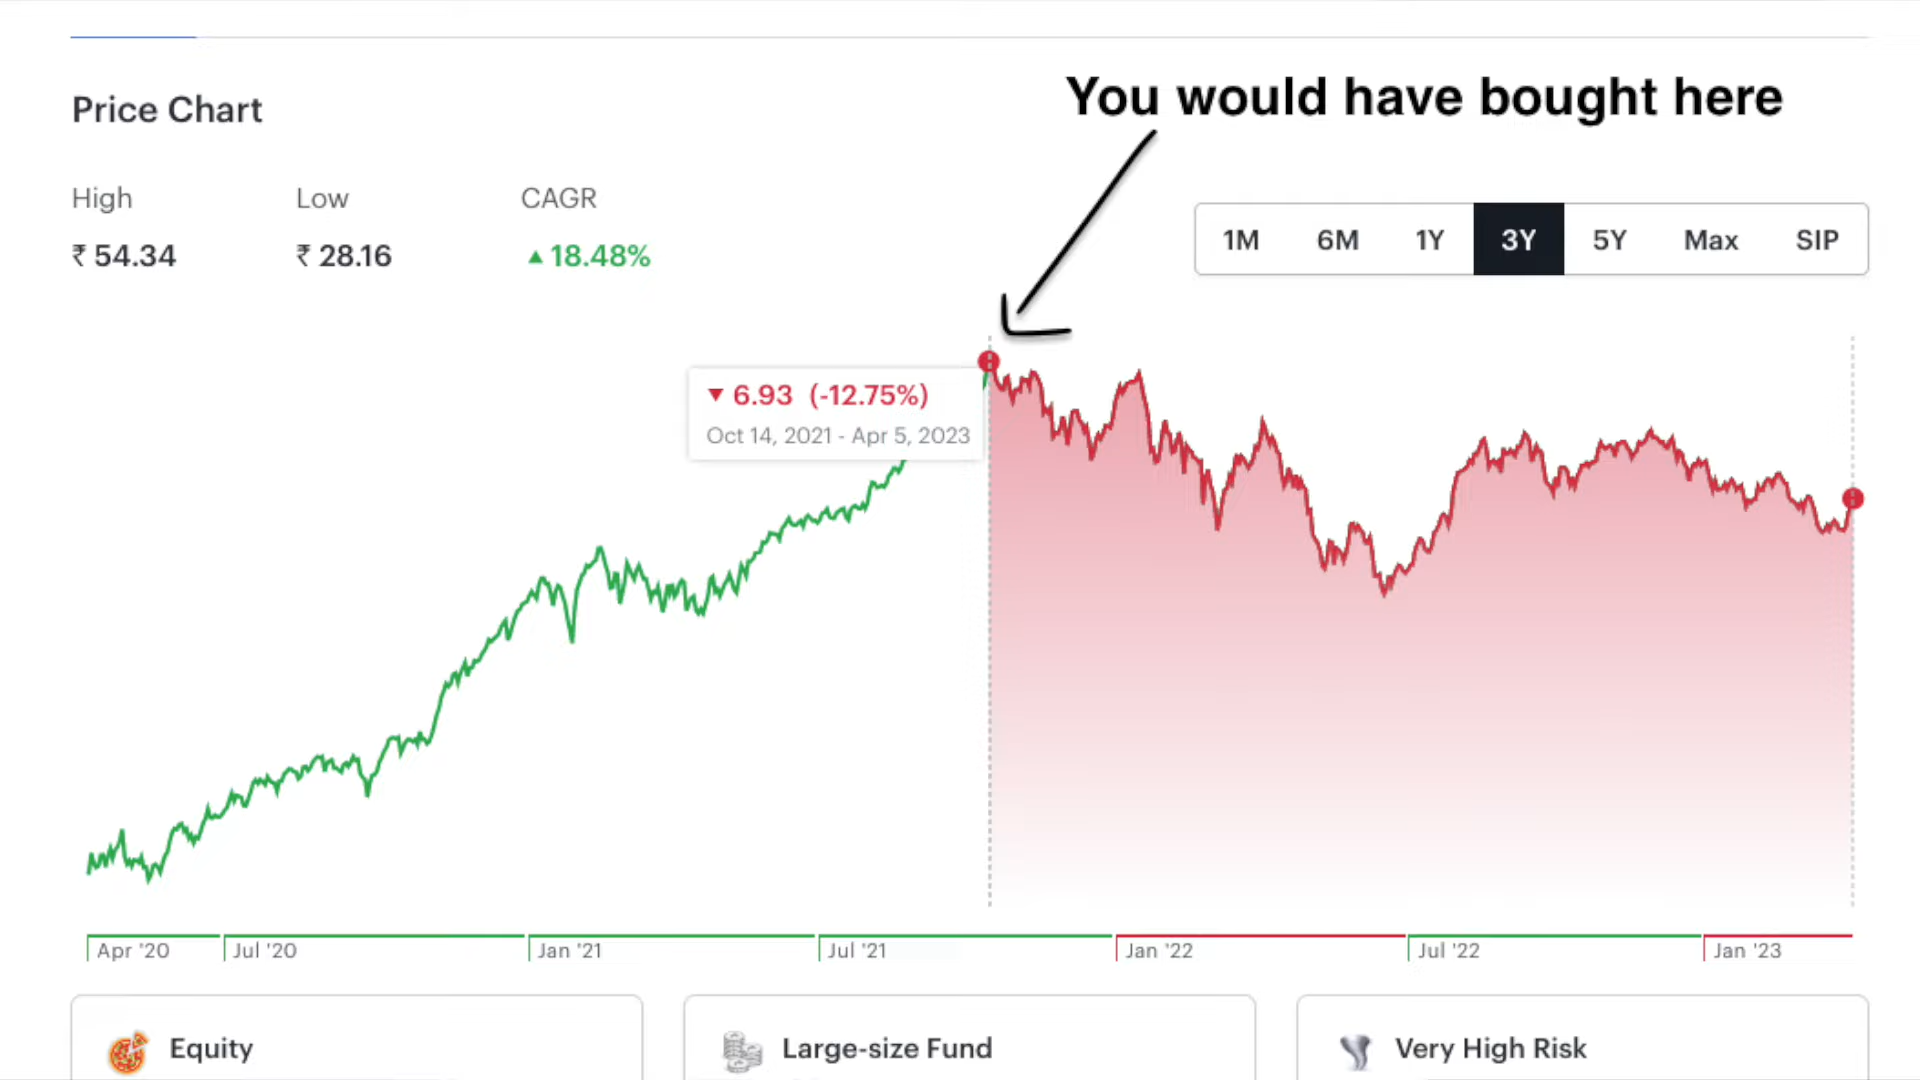 You would have bought here
Price Chart
High Low CAGR
₹ 54.34 ₹ 28.16 ▲ 18.48%
1M 6M 1Y 3Y 5Y Max SIP
▼ 6.93 (-12.75%)
Oct 14, 2021 - Apr 5, 2023
Apr '20 Jul '20 Jan '21 Jul '21 Jan '22 Jul '22 Jan '23
Equity Large-size Fund Very High Risk